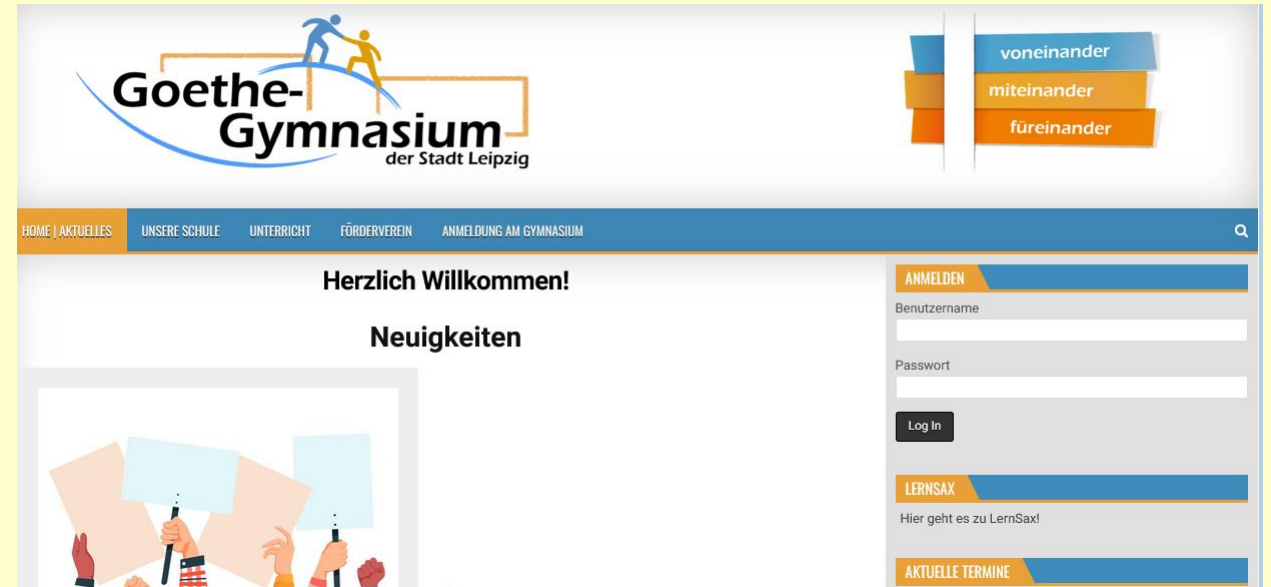 Goethe-
Gymnasium
der Stadt Leipzig
voneinander
miteinander
füreinander
HOME | AKTUELLES
UNSERE SCHULE
UNTERRICHT
FÖRDERVEREIN
ANMELDUNG AM GYMNASIUM
Herzlich Willkommen!
Neuigkeiten
ANMELDEN
Benutzername
Passwort
Log In
LERNSAX
Hier geht es zu LernSax!
AKTUELLE TERMINE